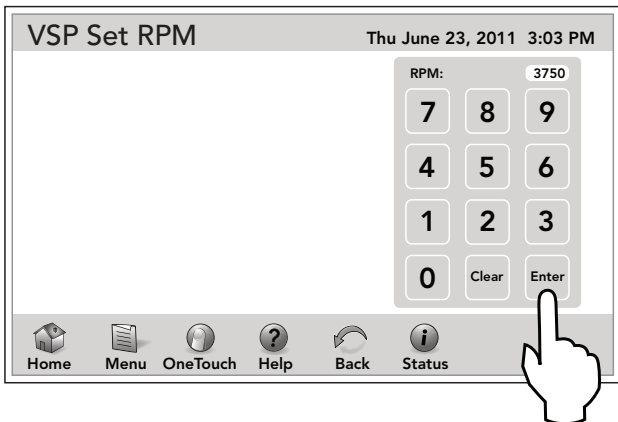 VSP Set RPM
Thu June 23, 2011 3:03 PM
RPM: 3750
7 8 9
4 5 6
1 2 3
0 Clear Enter
?
i
Home Menu OneTouch Help Back Status